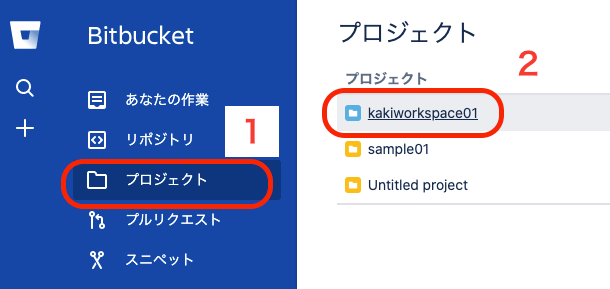 Bitbucket
あなたの作業
リポジトリ
1
プロジェクト
プルリクエスト
スニペット
プロジェクト
2
プロジェクト
kakiworkspace01
sample01
Untitled project